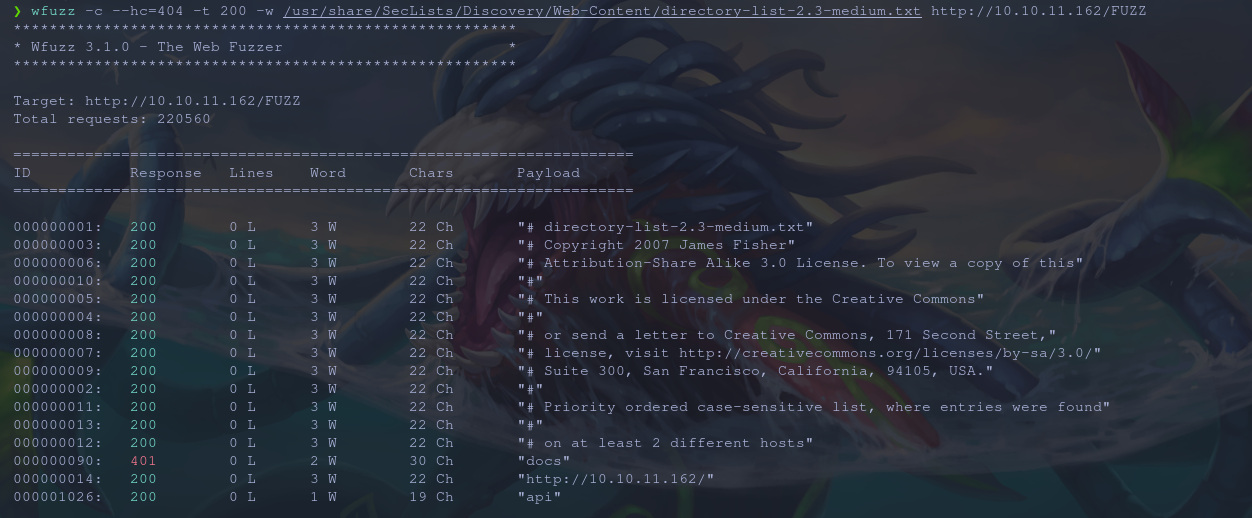 ❯ wfuzz -c --hc=404 -t 200 -w /usr/share/SecLists/Discovery/Web-Content/directory-list-2.3-medium.txt http://10.10.11.162/FUZZ
********************************************************
* Wfuzz 3.1.0 - The Web Fuzzer                         *
********************************************************
Target: http://10.10.11.162/FUZZ
Total requests: 220560
=====================================================================
ID           Response   Lines    Word       Chars       Payload
=====================================================================
000000001:   200        0 L      3 W        22 Ch       "# directory-list-2.3-medium.txt"
000000003:   200        0 L      3 W        22 Ch       "# Copyright 2007 James Fisher"
000000006:   200        0 L      3 W        22 Ch       "# Attribution-Share Alike 3.0 License. To view a copy of this"
000000010:   200        0 L      3 W        22 Ch       "#"
000000005:   200        0 L      3 W        22 Ch       "# This work is licensed under the Creative Commons"
000000004:   200        0 L      3 W        22 Ch       "#"
000000008:   200        0 L      3 W        22 Ch       "# or send a letter to Creative Commons, 171 Second Street,"
000000007:   200        0 L      3 W        22 Ch       "# license, visit http://creativecommons.org/licenses/by-sa/3.0/"
000000009:   200        0 L      3 W        22 Ch       "# Suite 300, San Francisco, California, 94105, USA."
000000002:   200        0 L      3 W        22 Ch       "#"
000000011:   200        0 L      3 W        22 Ch       "# Priority ordered case-sensitive list, where entries were found"
000000013:   200        0 L      3 W        22 Ch       "#"
000000012:   200        0 L      3 W        22 Ch       "# on at least 2 different hosts"
000000090:   401        0 L      2 W        30 Ch       "docs"
000000014:   200        0 L      3 W        22 Ch       "http://10.10.11.162/"
000001026:   200        0 L      1 W        19 Ch       "api"